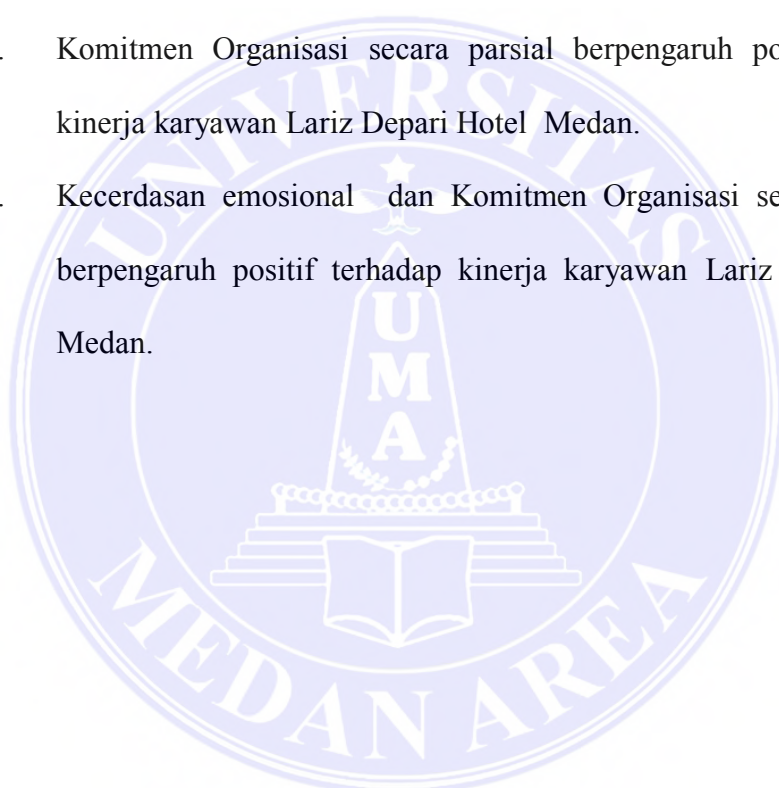 . Komitmen Organisasi secara parsial berpengaruh po
kinerja karyawan Lariz Depari Hotel Medan.
. Kecerdasan emosional dan Komitmen Organisasi se
berpengaruh positif terhadap kinerja karyawan Lariz
Medan.
UNIVERSITAS
UMA
MEDAN AREA